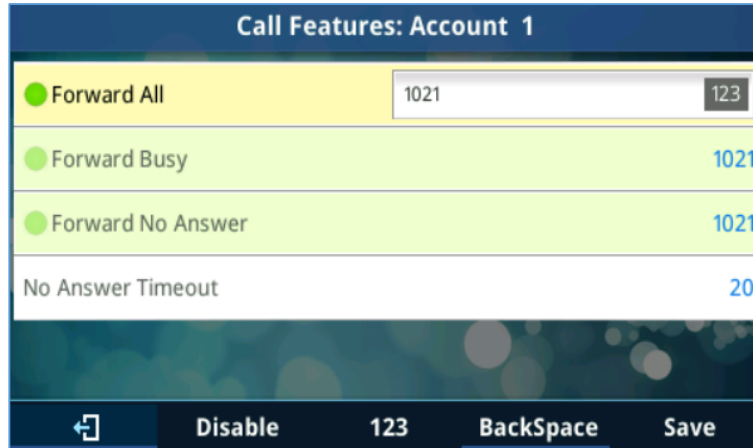 Call Features: Account 1
Forward All 1021 123
Forward Busy 1021
Forward No Answer 1021
No Answer Timeout 20
Disable 123 BackSpace Save